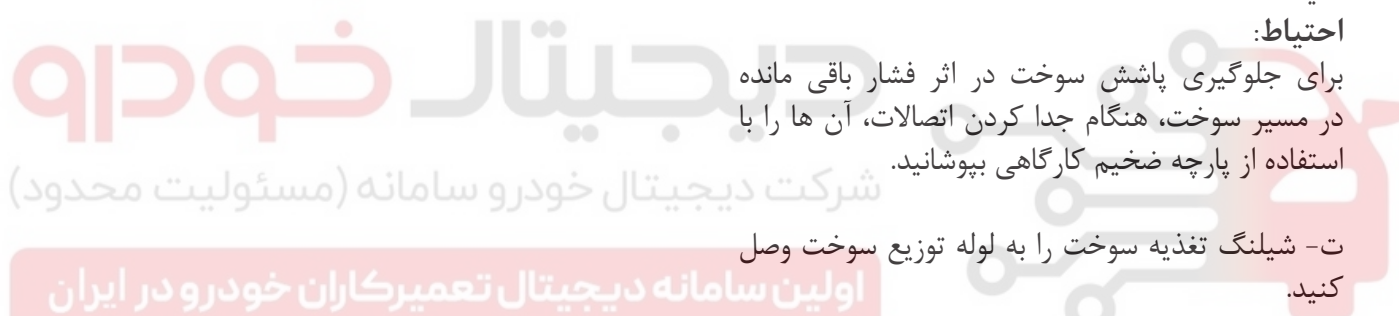 احتیاط:
برای جلوگیری پاشش سوخت در اثر فشار باقی مانده
در مسیر سوخت، هنگام جدا کردن اتصالات، آن ها را با
استفاده از پارچه ضخیم کارگاهی بپوشانید.
ت- شیلنگ تغذیه سوخت را به لوله توزیع سوخت وصل
کنید.
دیجیتال خودرو
شرکت دیجیتال خودرو سامانه (مسئولیت محدود)
اولین سامانه دیجیتال تعمیرکاران خودرو در ایران